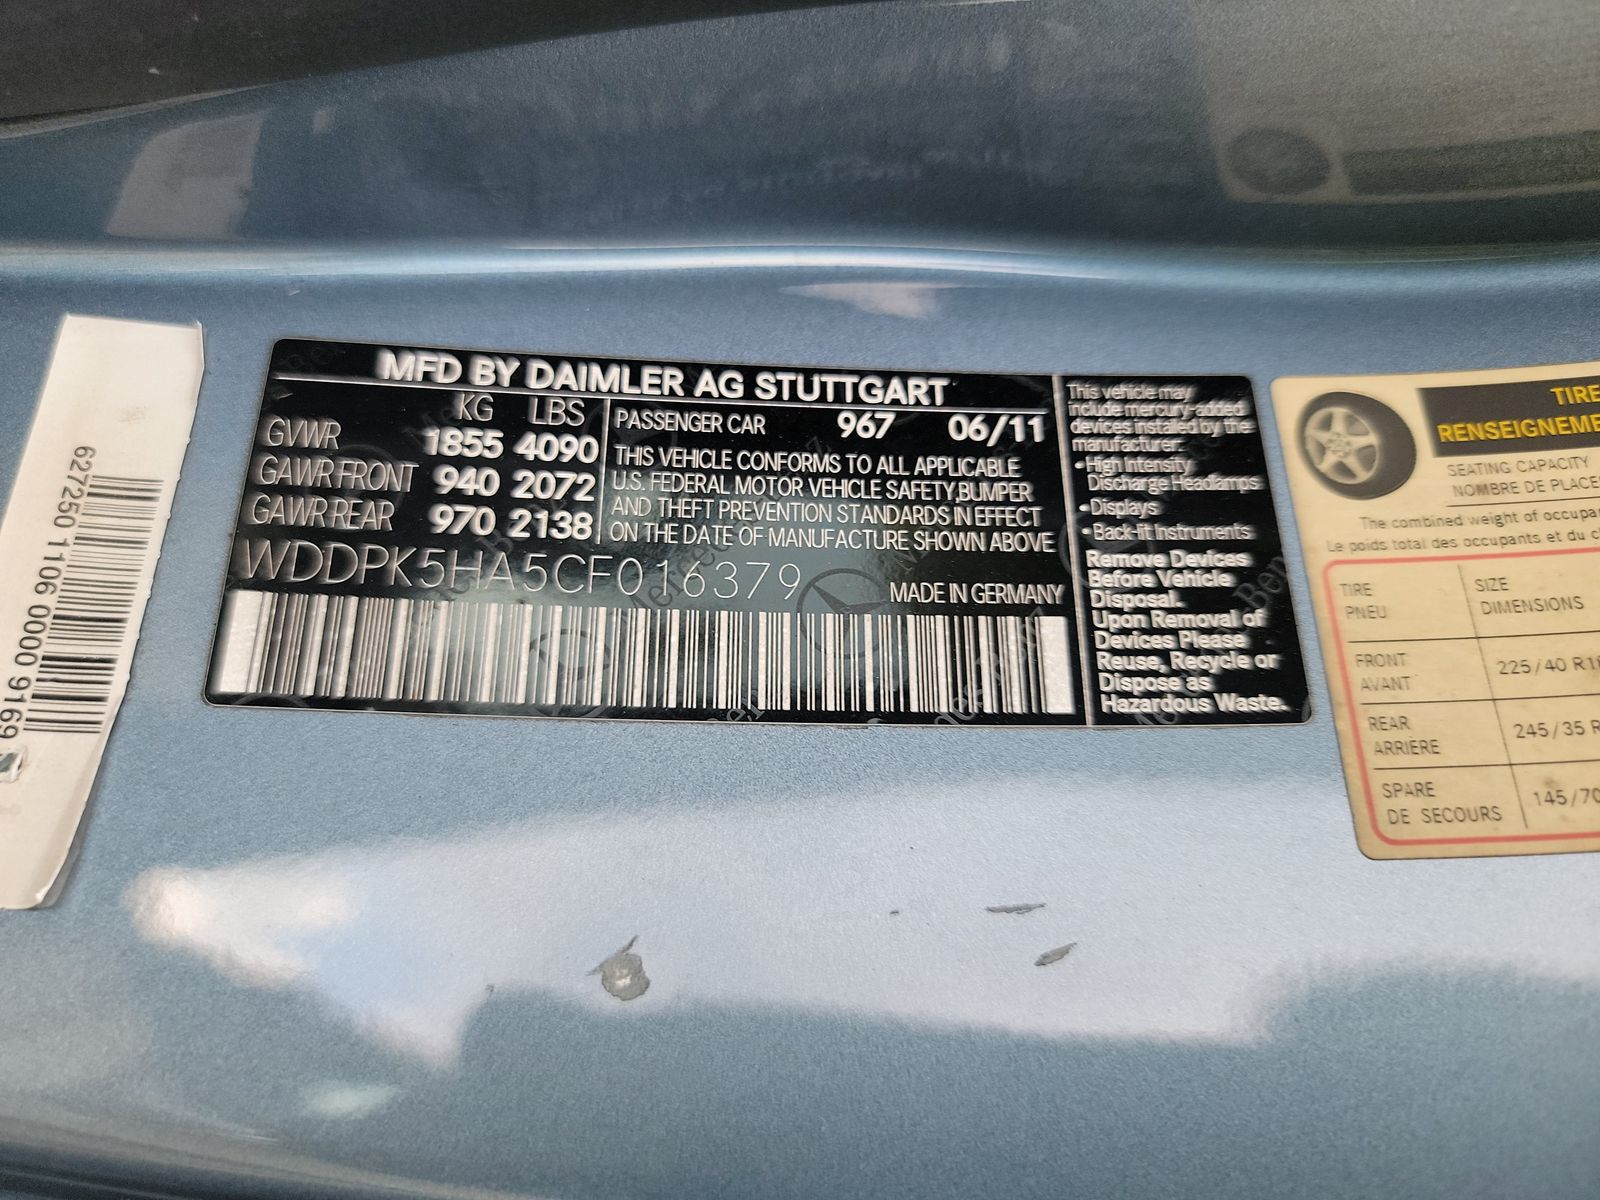 MFD BY DAIMLER AG STUTTGART
KG LBS
GVWR 1855 4090
GAWR FRONT 940 2072
GAWR REAR 970 2138
PASSENGER CAR 967 06/11
THIS VEHICLE CONFORMS TO ALL APPLICABLE
U.S. FEDERAL MOTOR VEHICLE SAFETY,BUMPER
AND THEFT PREVENTION STANDARDS IN EFFECT
ON THE DATE OF MANUFACTURE SHOWN ABOVE
WDDPK5HA5CF016379
MADE IN GERMANY
This vehicle may
include mercury-added
devices installed by the
manufacturer:
•High Intensity
Discharge Headlamps
•Displays
•Back-lit Instruments
Remove Devices
Before Vehicle
Disposal.
Upon Removal of
Devices Please
Reuse, Recycle or
Dispose as
Hazardous Waste.
627250 1106 0000 9169
TIRE
RENSEIGNEME
SEATING CAPACITY
NOMBRE DE PLACE
The combined weight of occupa
Le poids total des occupants et du
TIRE
PNEU
SIZE
DIMENSIONS
FRONT
AVANT
225/40 R1
REAR
ARRIERE
245/35 R
SPARE
DE SECOURS
145/70